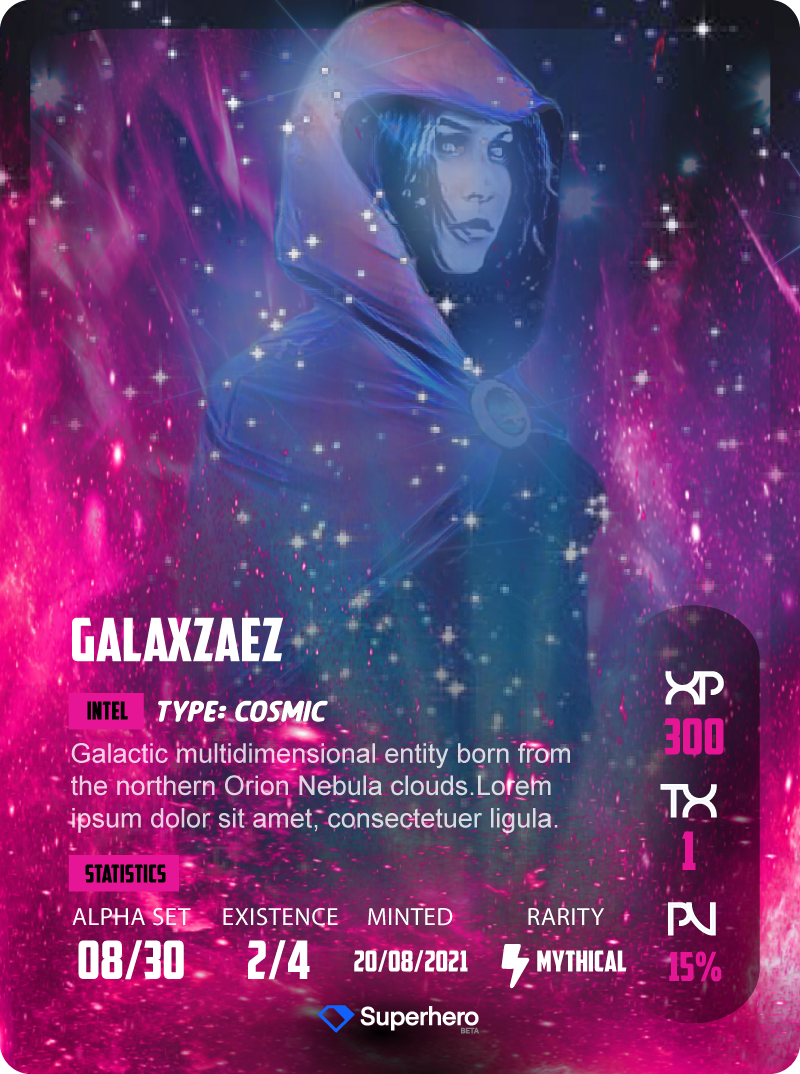 GALAXZAEZ
INTEL TYPE: COSMIC
Galactic multidimensional entity born from
the northern Orion Nebula clouds.Lorem
ipsum dolor sit amet, consectetuer ligula.
STATISTICS
ALPHA SET EXISTENCE MINTED RARITY
08/30 2/4 20/08/2021 MYTHICAL
XP
300
TX
1
PV
15%
Superhero
BETA